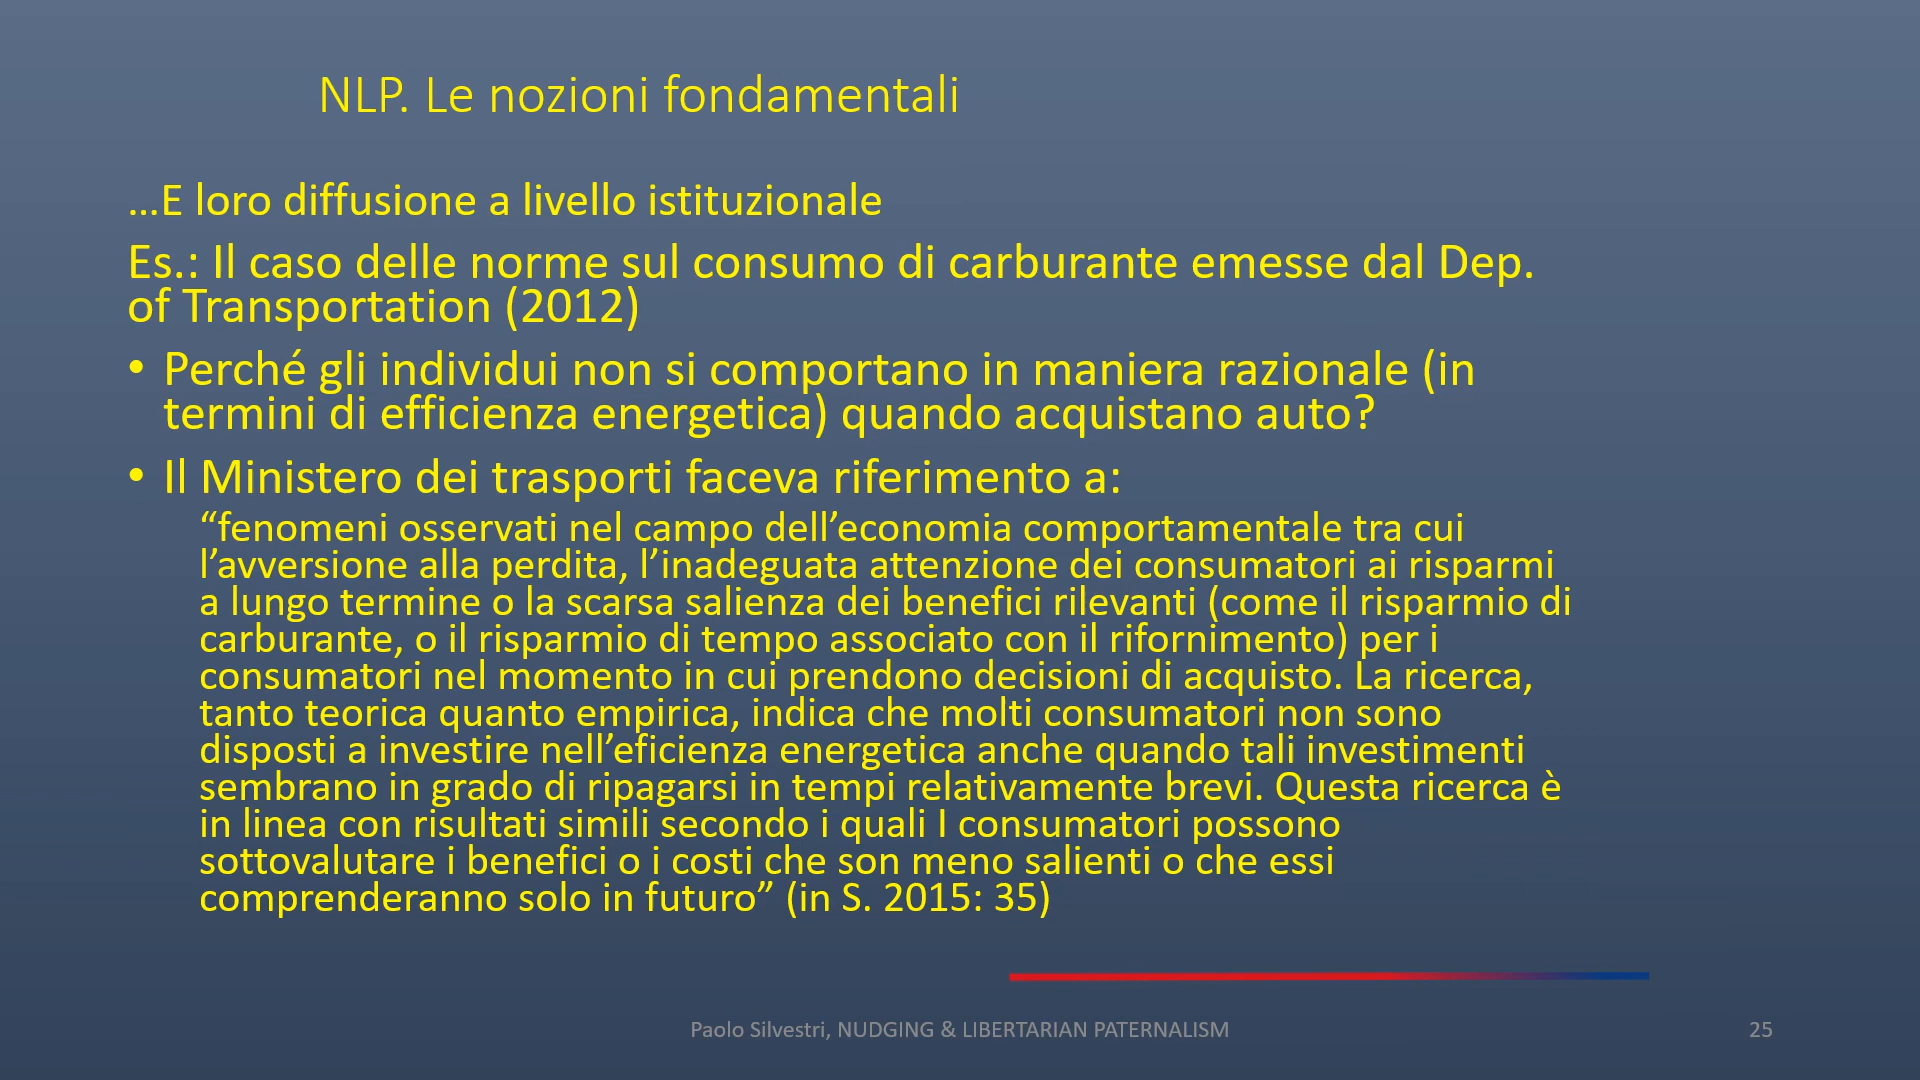 NLP. Le nozioni fondamentali
…E loro diffusione a livello istituzionale
Es.: Il caso delle norme sul consumo di carburante emesse dal Dep.
of Transportation (2012)
• Perché gli individui non si comportano in maniera razionale (in
termini di efficienza energetica) quando acquistano auto?
• Il Ministero dei trasporti faceva riferimento a:
“fenomeni osservati nel campo dell’economia comportamentale tra cui
l’avversione alla perdita, l’inadeguata attenzione dei consumatori ai risparmi
a lungo termine o la scarsa salienza dei benefici rilevanti (come il risparmio di
carburante, o il risparmio di tempo associato con il rifornimento) per i
consumatori nel momento in cui prendono decisioni di acquisto. La ricerca,
tanto teorica quanto empirica, indica che molti consumatori non sono
disposti a investire nell’eficienza energetica anche quando tali investimenti
sembrano in grado di ripagarsi in tempi relativamente brevi. Questa ricerca è
in linea con risultati simili secondo i quali I consumatori possono
sottovalutare i benefici o i costi che son meno salienti o che essi
comprenderanno solo in futuro” (in S. 2015: 35)
Paolo Silvestri, NUDGING & LIBERTARIAN PATERNALISM
25